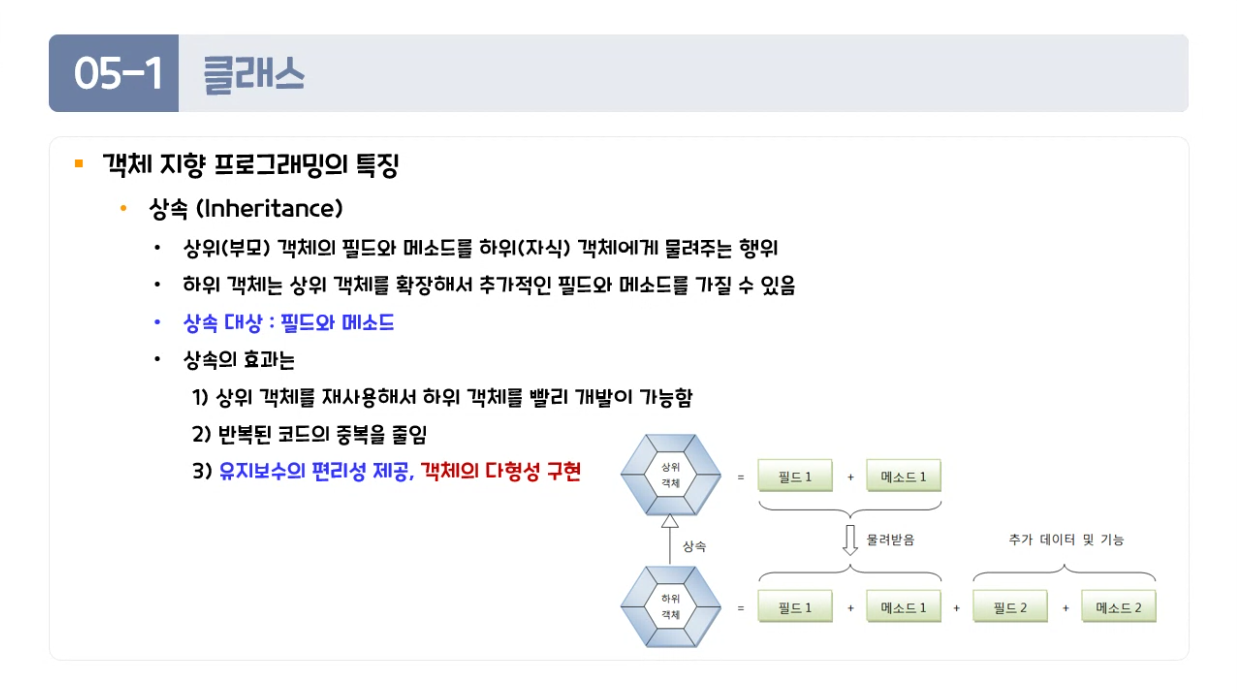 05-1 클래스
객체 지향 프로그래밍의 특징
상속 (Inheritance)
상위(부모) 객체의 필드와 메소드를 하위(자식) 객체에게 물려주는 행위
하위 객체는 상위 객체를 확장해서 추가적인 필드와 메소드를 가질 수 있음
상속 대상 : 필드와 메소드
상속의 효과는
1) 상위 객체를 재사용해서 하위 객체를 빨리 개발이 가능함
2) 반복된 코드의 중복을 줄임
3) 유지보수의 편리성 제공, 객체의 다형성 구현
상위
객체
= 필드 1 + 메소드 1
상속
물려받음
추가 데이터 및 기능
하위
객체
= 필드 1 + 메소드 1 + 필드 2 + 메소드 2